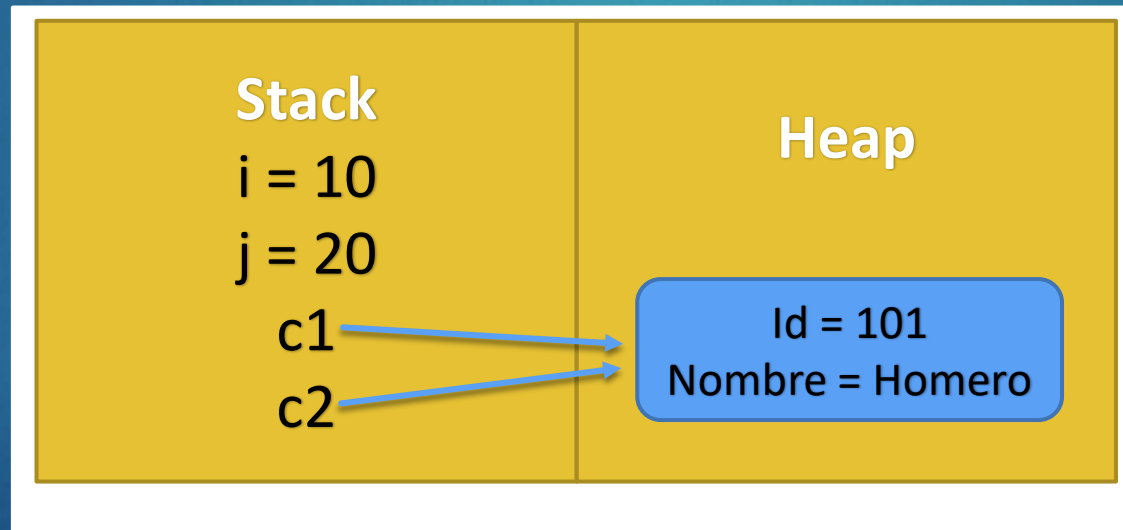 Stack
i = 10
j = 20
c1
c2
Heap
Id = 101
Nombre = Homero